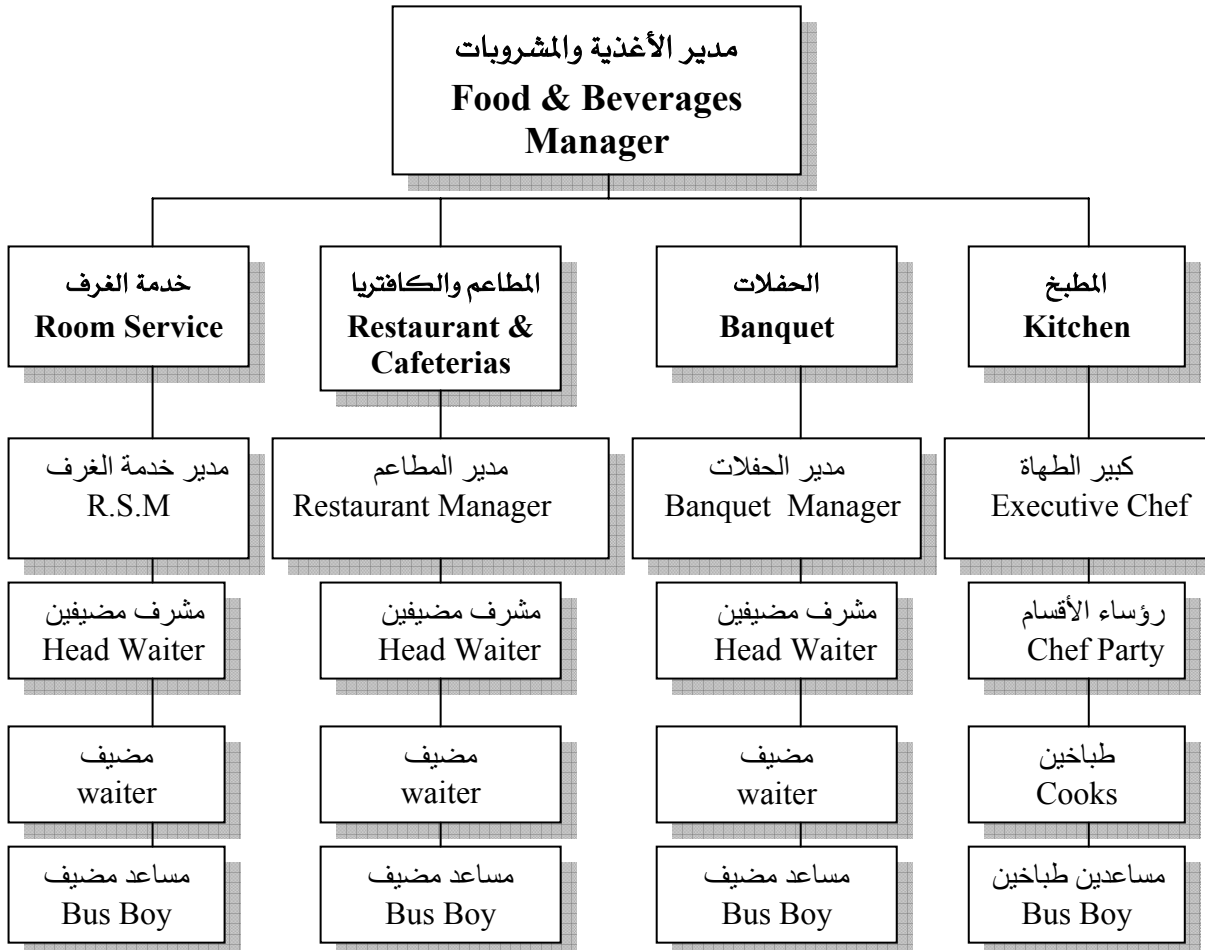 مدير الأغذية والمشروبات
Food & Beverages
Manager
خدمة الغرف
Room Service
المطاعم والكافتريا
Restaurant &
Cafeterias
الحفلات
Banquet
المطبخ
Kitchen
مدير خدمة الغرف
R.S.M
مدير المطاعم
Restaurant Manager
مدير الحفلات
Banquet Manager
كبير الطهاة
Executive Chef
مشرف مضيفين
Head Waiter
مشرف مضيفين
Head Waiter
مشرف مضيفين
Head Waiter
رؤساء الأقسام
Chef Party
مضيف
waiter
مضيف
waiter
مضيف
waiter
طباخين
Cooks
مساعد مضيف
Bus Boy
مساعد مضيف
Bus Boy
مساعد مضيف
Bus Boy
مساعدين طباخين
Bus Boy